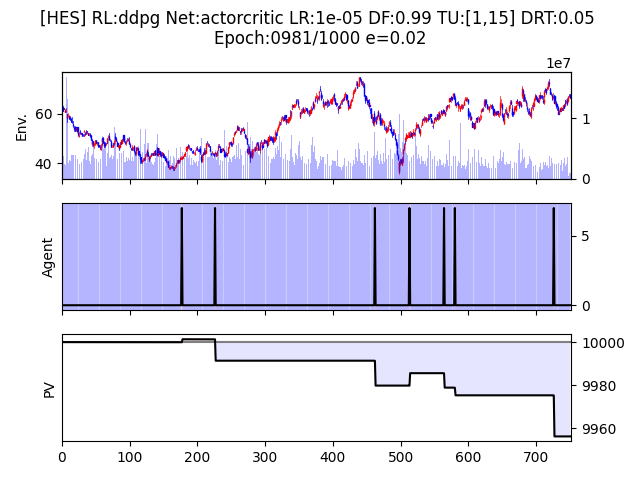 [HES] RL:ddpg Net:actorcritic LR:1e-05 DF:0.99 TU:[1,15] DRT:0.05
Epoch:0981/1000 e=0.02
1e7
Env.
60
40
1
0
Agent
5
0
PV
10000
9980
9960
0 100 200 300 400 500 600 700